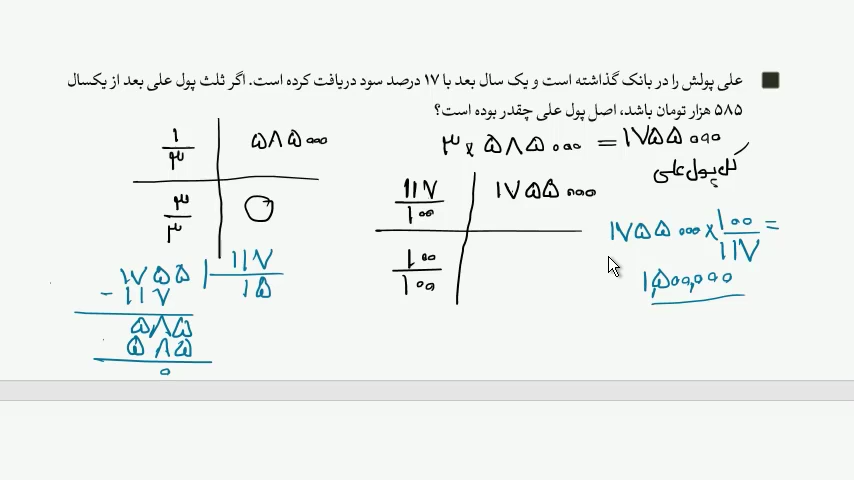 علی پولش را در بانک گذاشته است و یک سال بعد با ۱۷ درصد سود دریافت کرده است. اگر ثلث پول علی بعد از یکسال
۵۸۵ هزار تومان باشد، اصل پول علی چقدر بوده است؟
۳ × ۵۸۵۰۰۰ = ۱۷۵۵۰۰۰
کل پول علی
۱/۳ | ۵۸۵۰۰۰
۳/۳ | ○
۱۱۷/۱۰۰ | ۱۷۵۵۰۰۰
۱۰۰/۱۰۰
۱۷۵۵۰۰۰ × ۱۰۰/۱۱۷ =
۱,۵۰۰,۰۰۰
۱۷۵۵ | ۱۱۷
- ۱۱۷ | ۱۵
۵۸۵
۵۸۵
۰